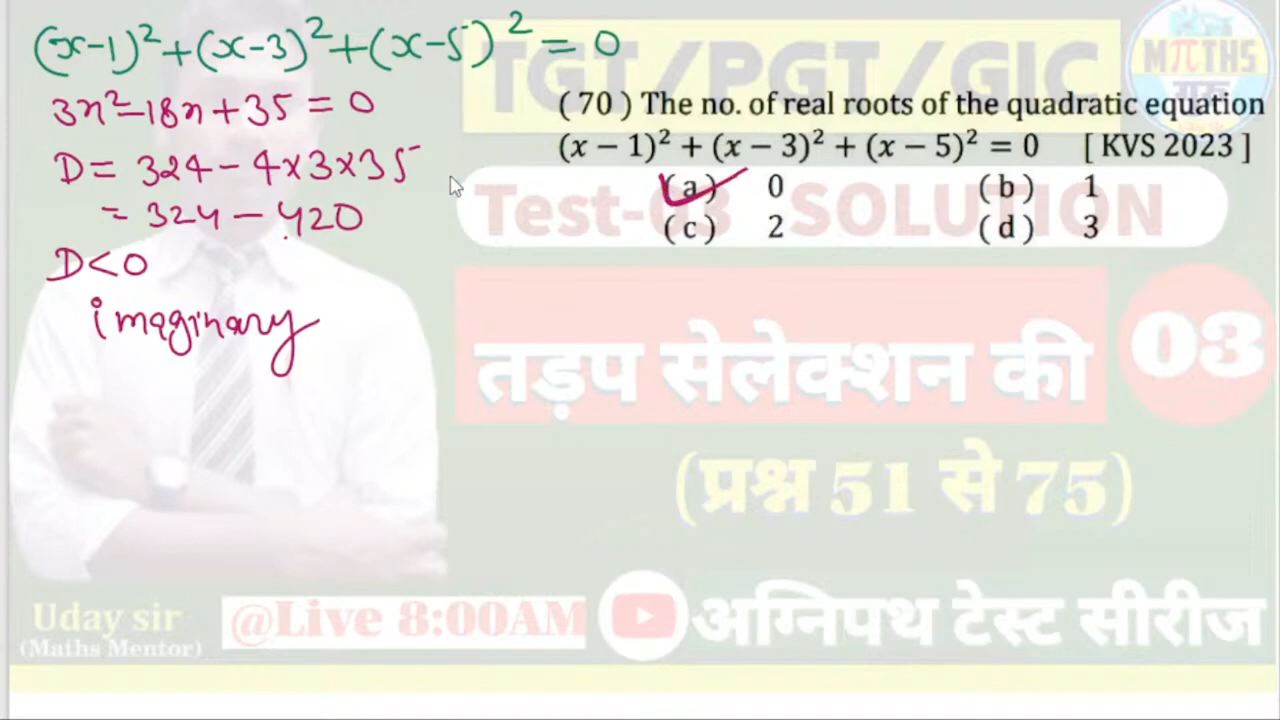 (x-1)²+(x-3)²+(x-5)² = 0
3x²-18x+35 = 0
D = 324 - 4×3×35
= 324 - 420
D<0
imaginary
TGT/PGT/GIC
MπTHS
( 70 ) The no. of real roots of the quadratic equation
(x − 1)² + (x − 3)² + (x − 5)² = 0 [ KVS 2023 ]
( a ) 0 ( b ) 1
( c ) 2 ( d ) 3
Test-03 SOLUTION
तड़प सेलेक्शन की
03
(प्रश्न 51 से 75)
Uday sir
(Maths Mentor)
@Live 8:00AM
अग्निपथ टेस्ट सीरीज